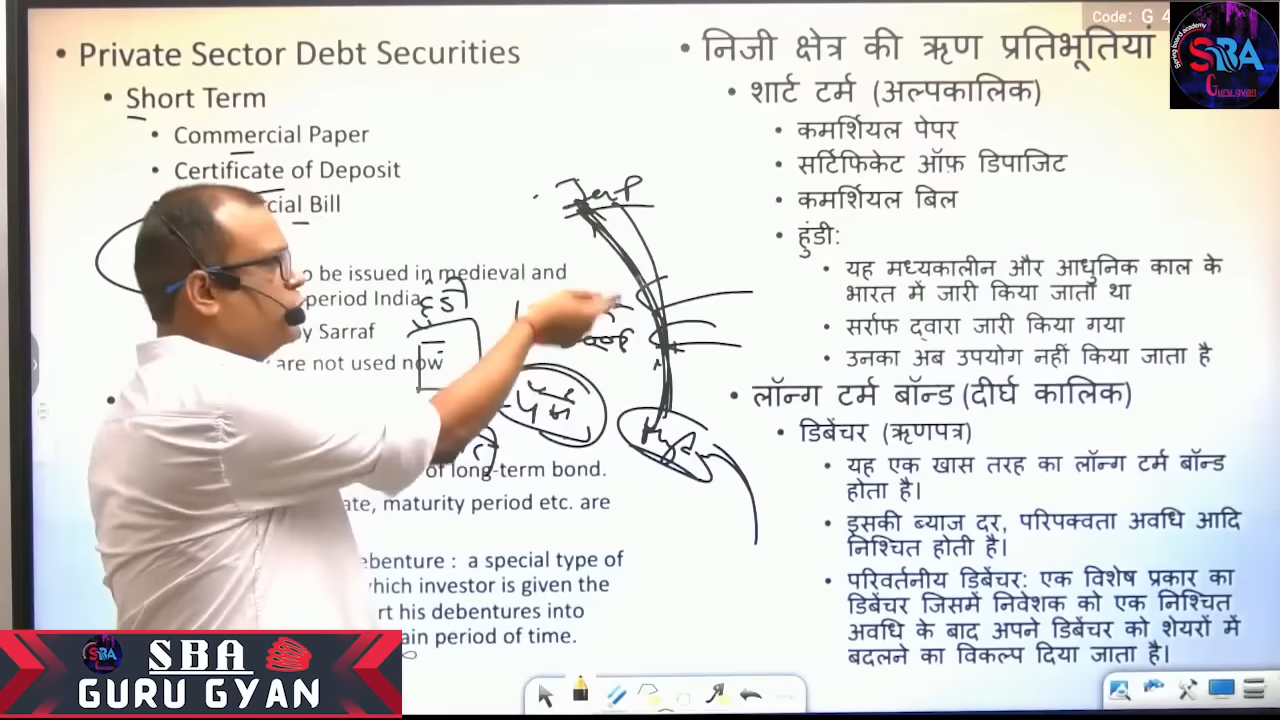 Code: G 4
• Private Sector Debt Securities
• Short Term
• Commercial Paper
• Certificate of Deposit
cial Bill
o be issued in medieval and
period India
by Sarraf
are not used now
of long-term bond.
ate, maturity period etc. are
ebenture : a special type of
which investor is given the
rt his debentures into
ain period of time.
हुंडी
• निजी क्षेत्र की ऋण प्रतिभूतियां
• शार्ट टर्म (अल्पकालिक)
• कमर्शियल पेपर
• सर्टिफिकेट ऑफ़ डिपाजिट
• कमर्शियल बिल
• हुंडी:
• यह मध्यकालीन और आधुनिक काल के
भारत में जारी किया जाता था
• सर्राफ द्वारा जारी किया गया
• उनका अब उपयोग नहीं किया जाता है
• लॉन्ग टर्म बॉन्ड (दीर्घ कालिक)
• डिबेंचर (ऋणपत्र)
• यह एक खास तरह का लॉन्ग टर्म बॉन्ड
होता है।
• इसकी ब्याज दर, परिपक्वता अवधि आदि
निश्चित होती है।
• परिवर्तनीय डिबेंचर: एक विशेष प्रकार का
डिबेंचर जिसमें निवेशक को एक निश्चित
अवधि के बाद अपने डिबेंचर को शेयरों में
बदलने का विकल्प दिया जाता है।
SBA
Guru gyan
SBA
SBA
GURU GYAN